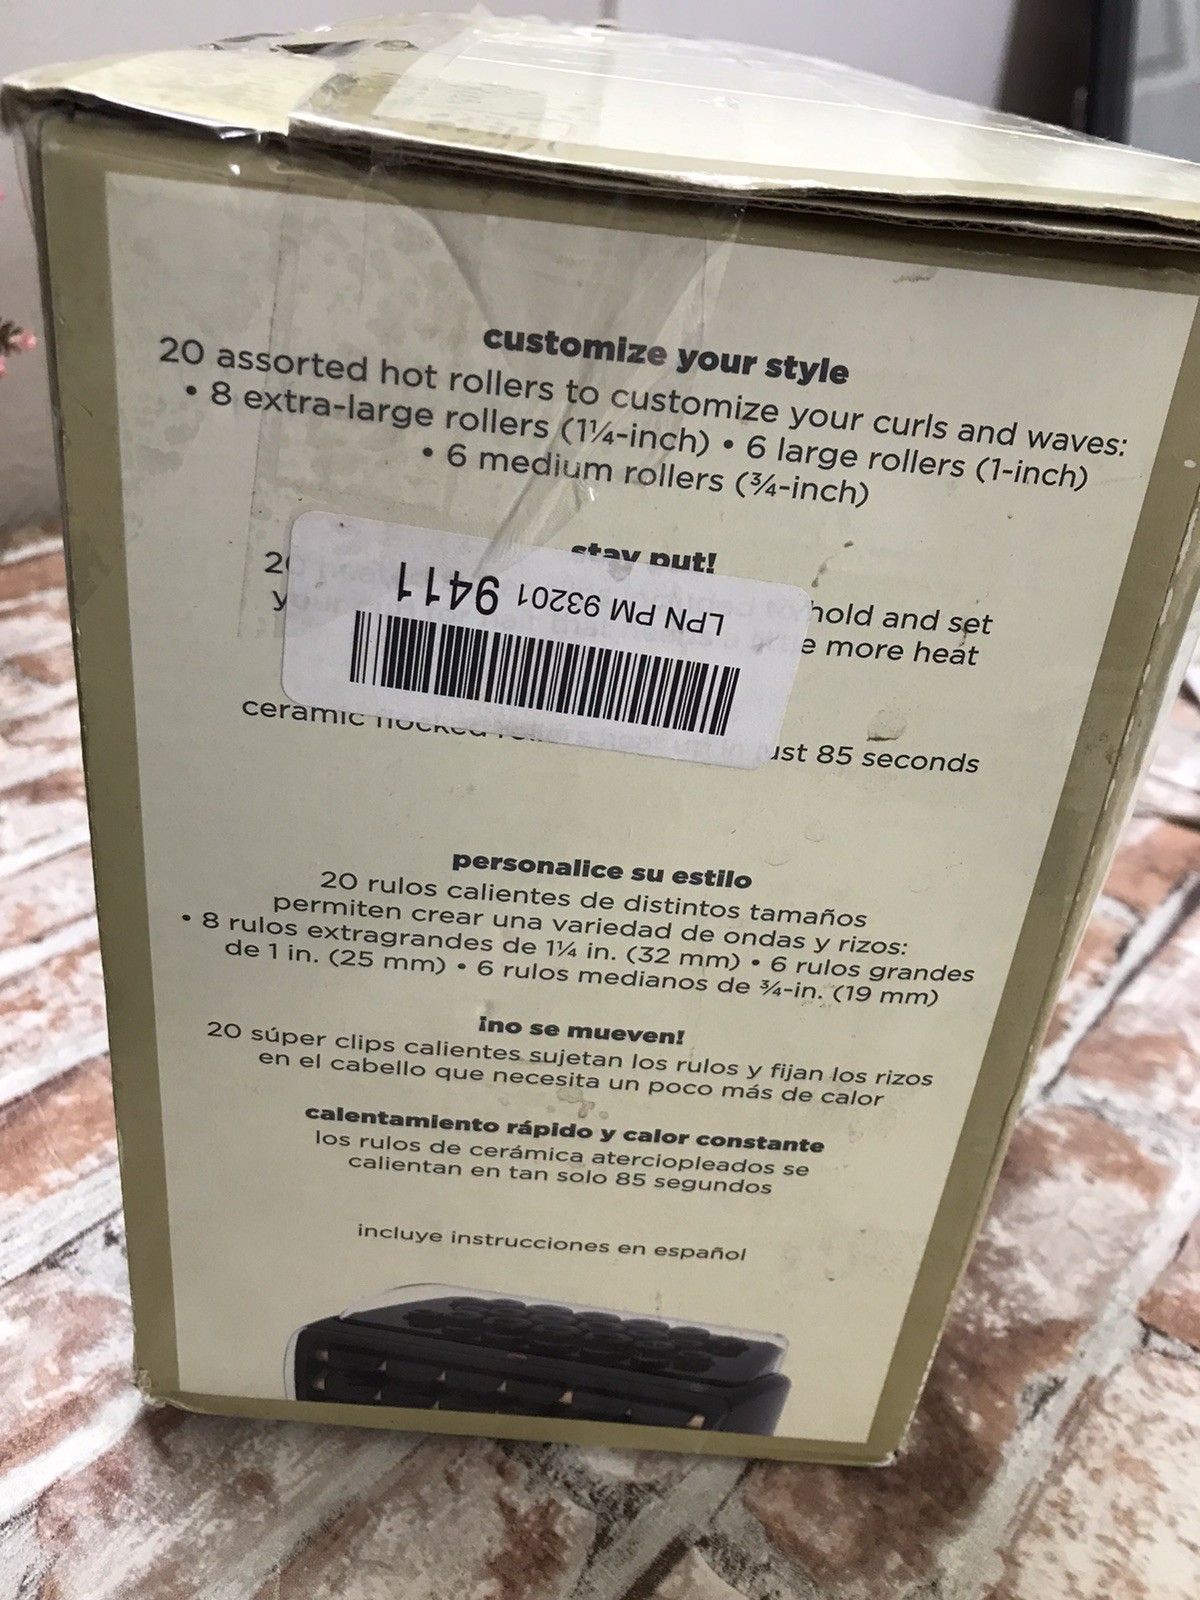 customize your style
20 assorted hot rollers to customize your curls and waves:
• 8 extra-large rollers (1¼-inch) • 6 large rollers (1-inch)
• 6 medium rollers (¾-inch)
stay put!
20 hold and set
e more heat
LPN PM 93201 9411
ceramic flocked 85 seconds
personalice su estilo
20 rulos calientes de distintos tamaños
permiten crear una variedad de ondas y rizos:
• 8 rulos extragrandes de 1¼ in. (32 mm) • 6 rulos grandes
de 1 in. (25 mm) • 6 rulos medianos de ¾-in. (19 mm)
¡no se mueven!
20 súper clips calientes sujetan los rulos y fijan los rizos
en el cabello que necesita un poco más de calor
calentamiento rápido y calor constante
los rulos de cerámica aterciopleados se
calientan en tan solo 85 segundos
incluye instrucciones en español